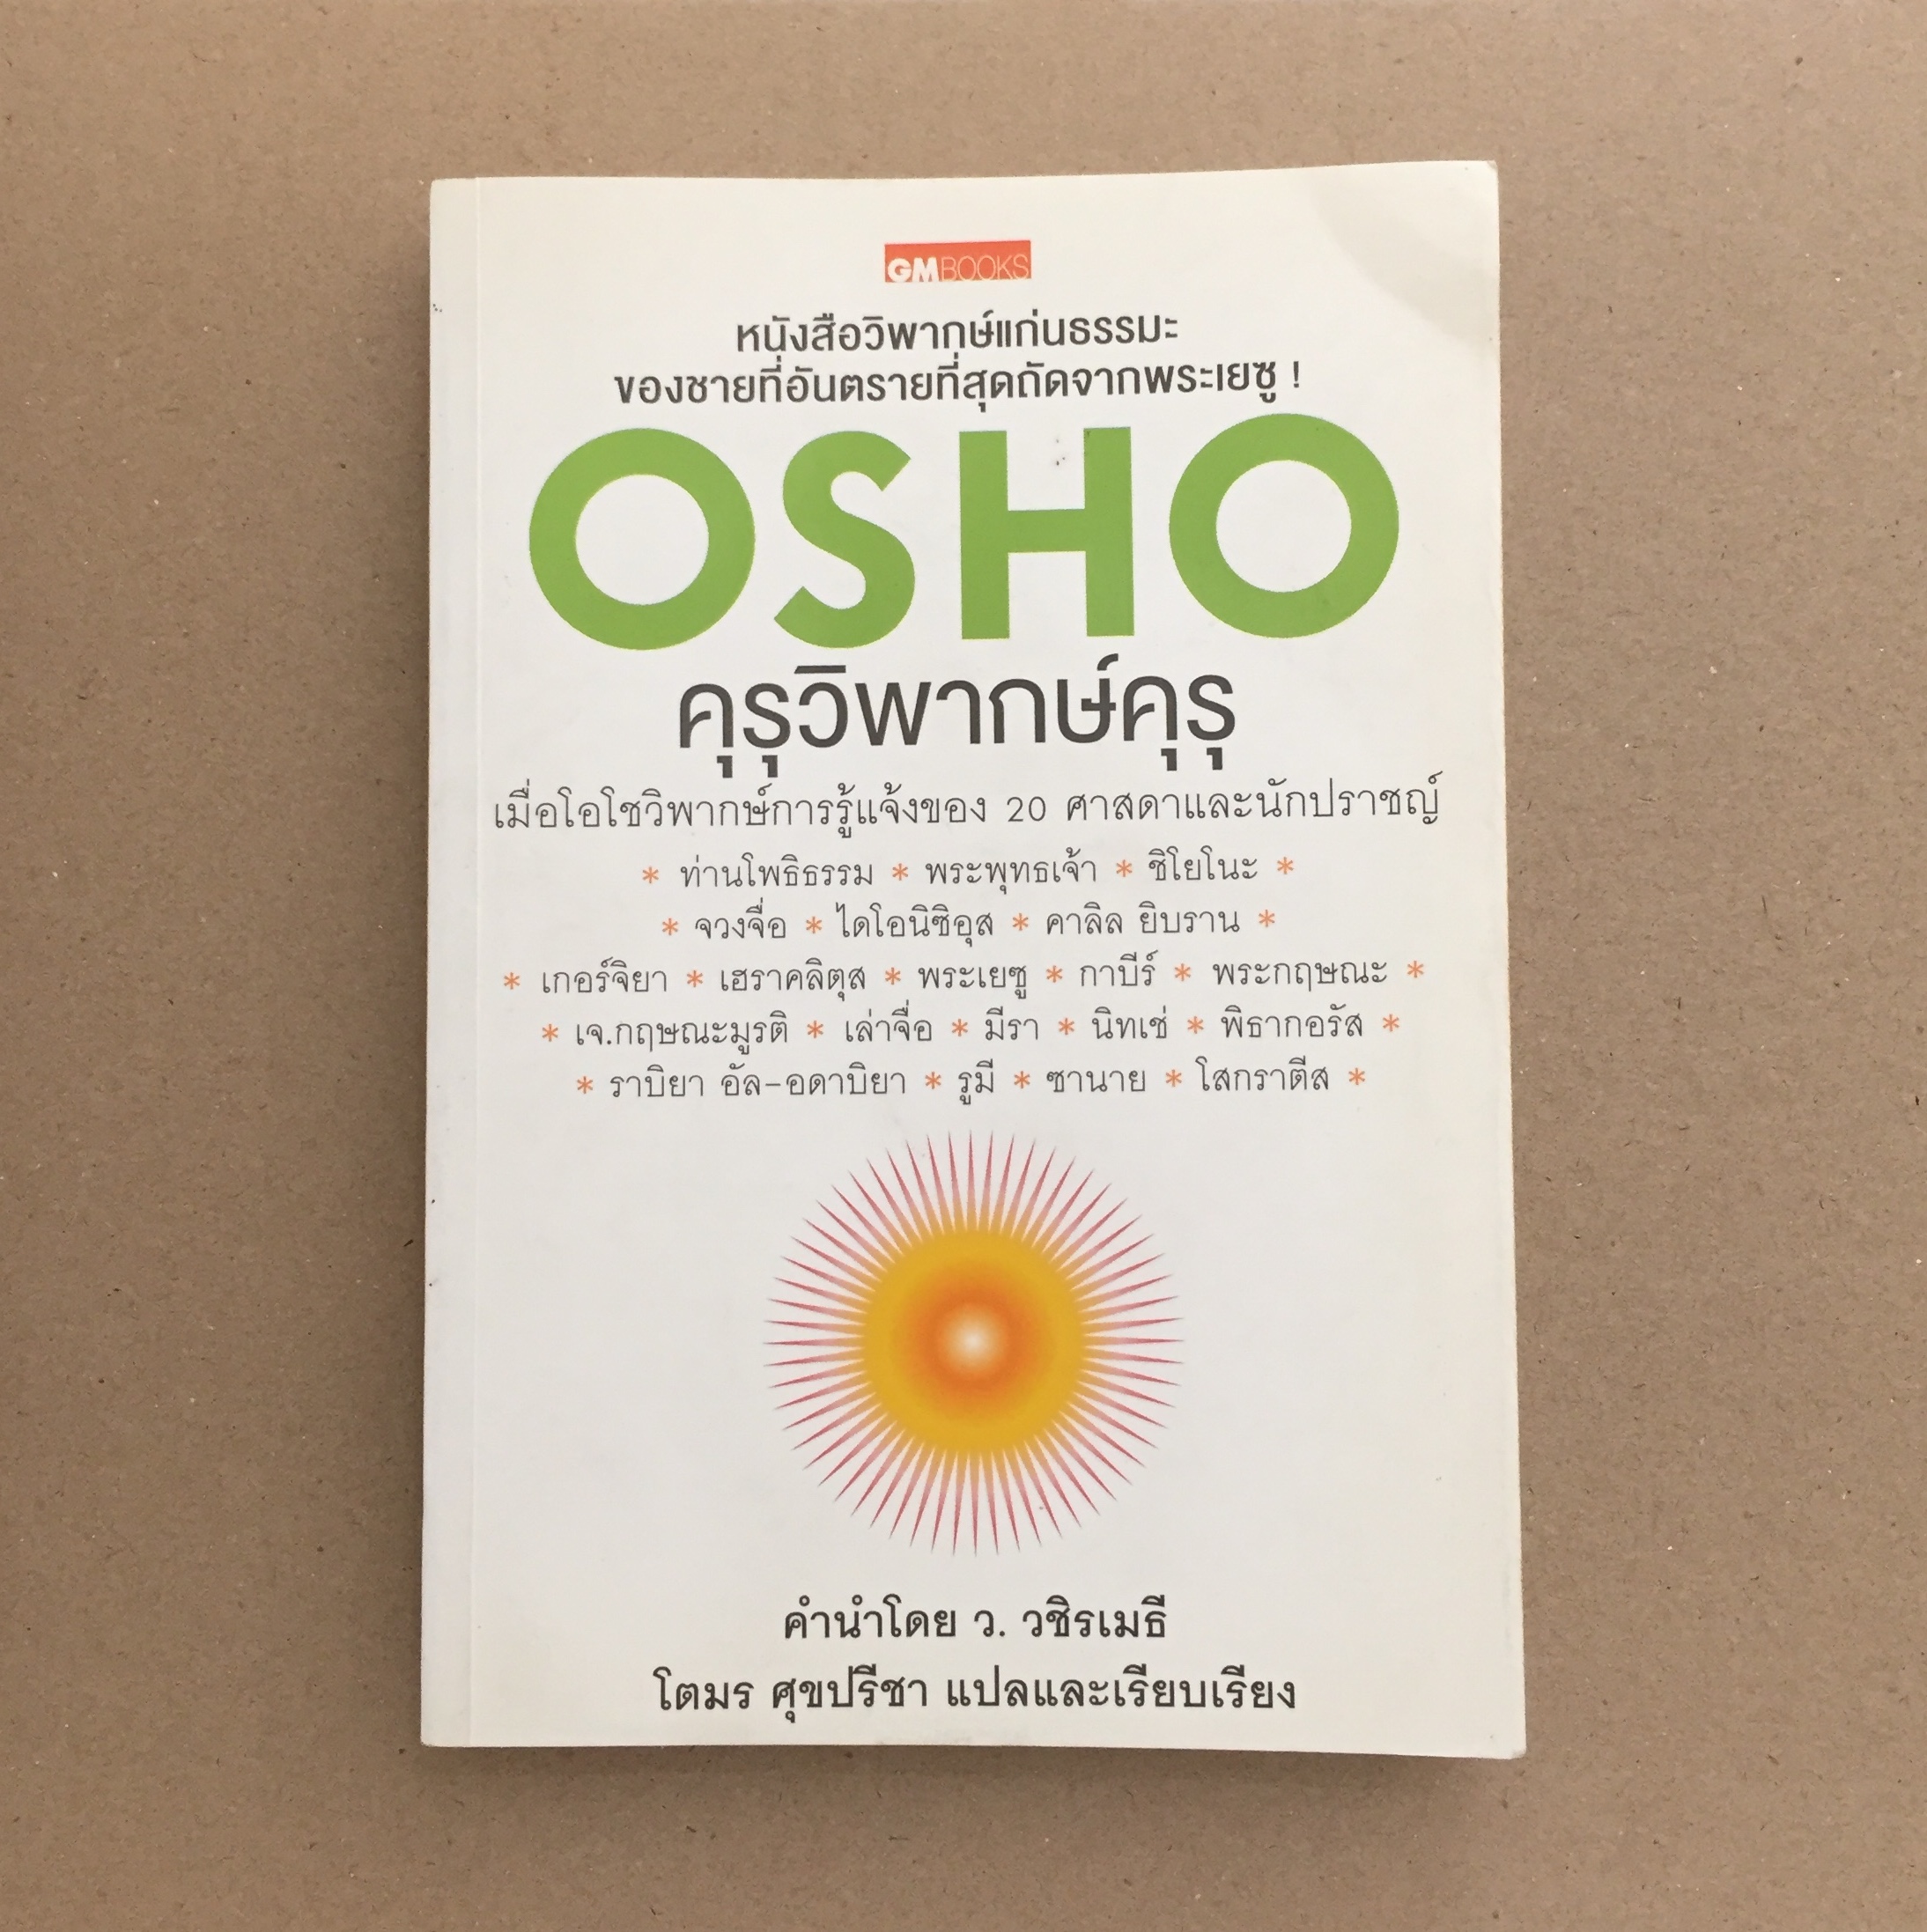 GMBOOKS
หนังสือวิพากษ์แก่นธรรมะ
ของชายที่อันตรายที่สุดถัดจากพระเยซู !
OSHO
คุรุวิพากษ์คุรุ
เมื่อโอโชวิพากษ์การรู้แจ้งของ 20 ศาสดาและนักปราชญ์
* ท่านโพธิธรรม * พระพุทธเจ้า * ชิโยโนะ *
* จวงจื่อ * ไดโอนิซิอุส * คาลิล ยิบราน *
* เกอร์จิยา * เฮราคลิตุส * พระเยซู * กาบีร์ * พระกฤษณะ *
* เจ.กฤษณะมูรติ * เล่าจื่อ * มีรา * นิทเช่ * พิธากอรัส *
* ราบิยา อัล-อดาบิยา * รูมี * ซานาย * โสกราตีส *
คำนำโดย ว. วชิรเมธี
โตมร ศุขปรีชา แปลและเรียบเรียง